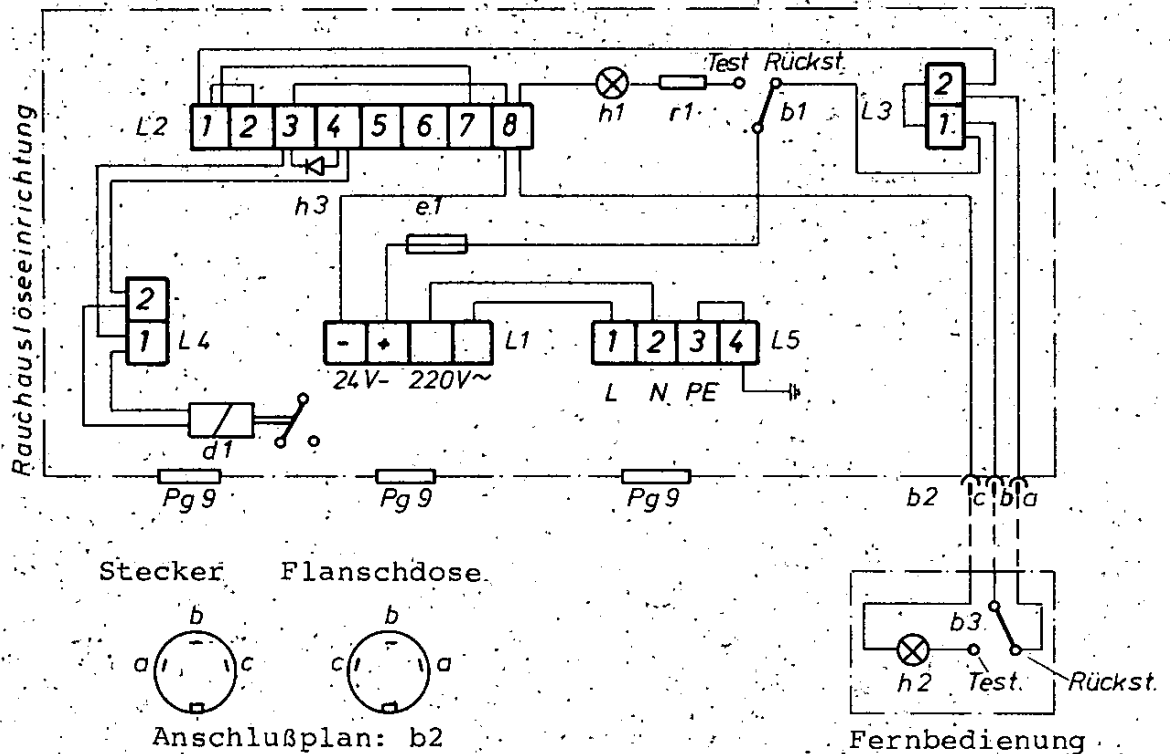 Rauchauslöseeinrichtung
Test Rückst.
L2 1 2 3 4 5 6 7 8
h1 r1 b1 L3
2
1
h3 e1
2
1 L4
- + L1
24V- 220V~
1 2 3 4 L5
L N PE
d1
Pg 9 Pg 9 Pg 9
b2 c b a
Stecker Flanschdose
b b
a c c a
Anschlußplan: b2
b3
h2 Test. Rückst.
Fernbedienung